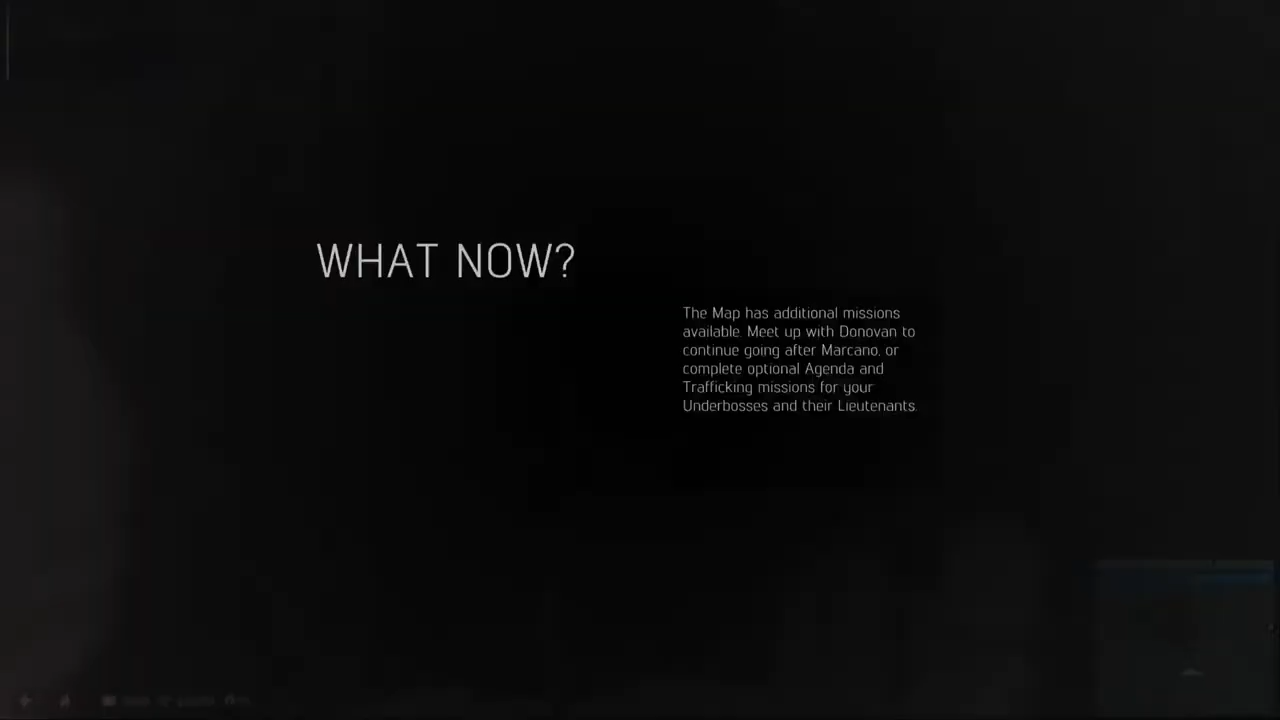 WHAT NOW?
The Map has additional missions
available. Meet up with Donovan to
continue going after Marcano, or
complete optional Agenda and
Trafficking missions for your
Underbosses and their Lieutenants.